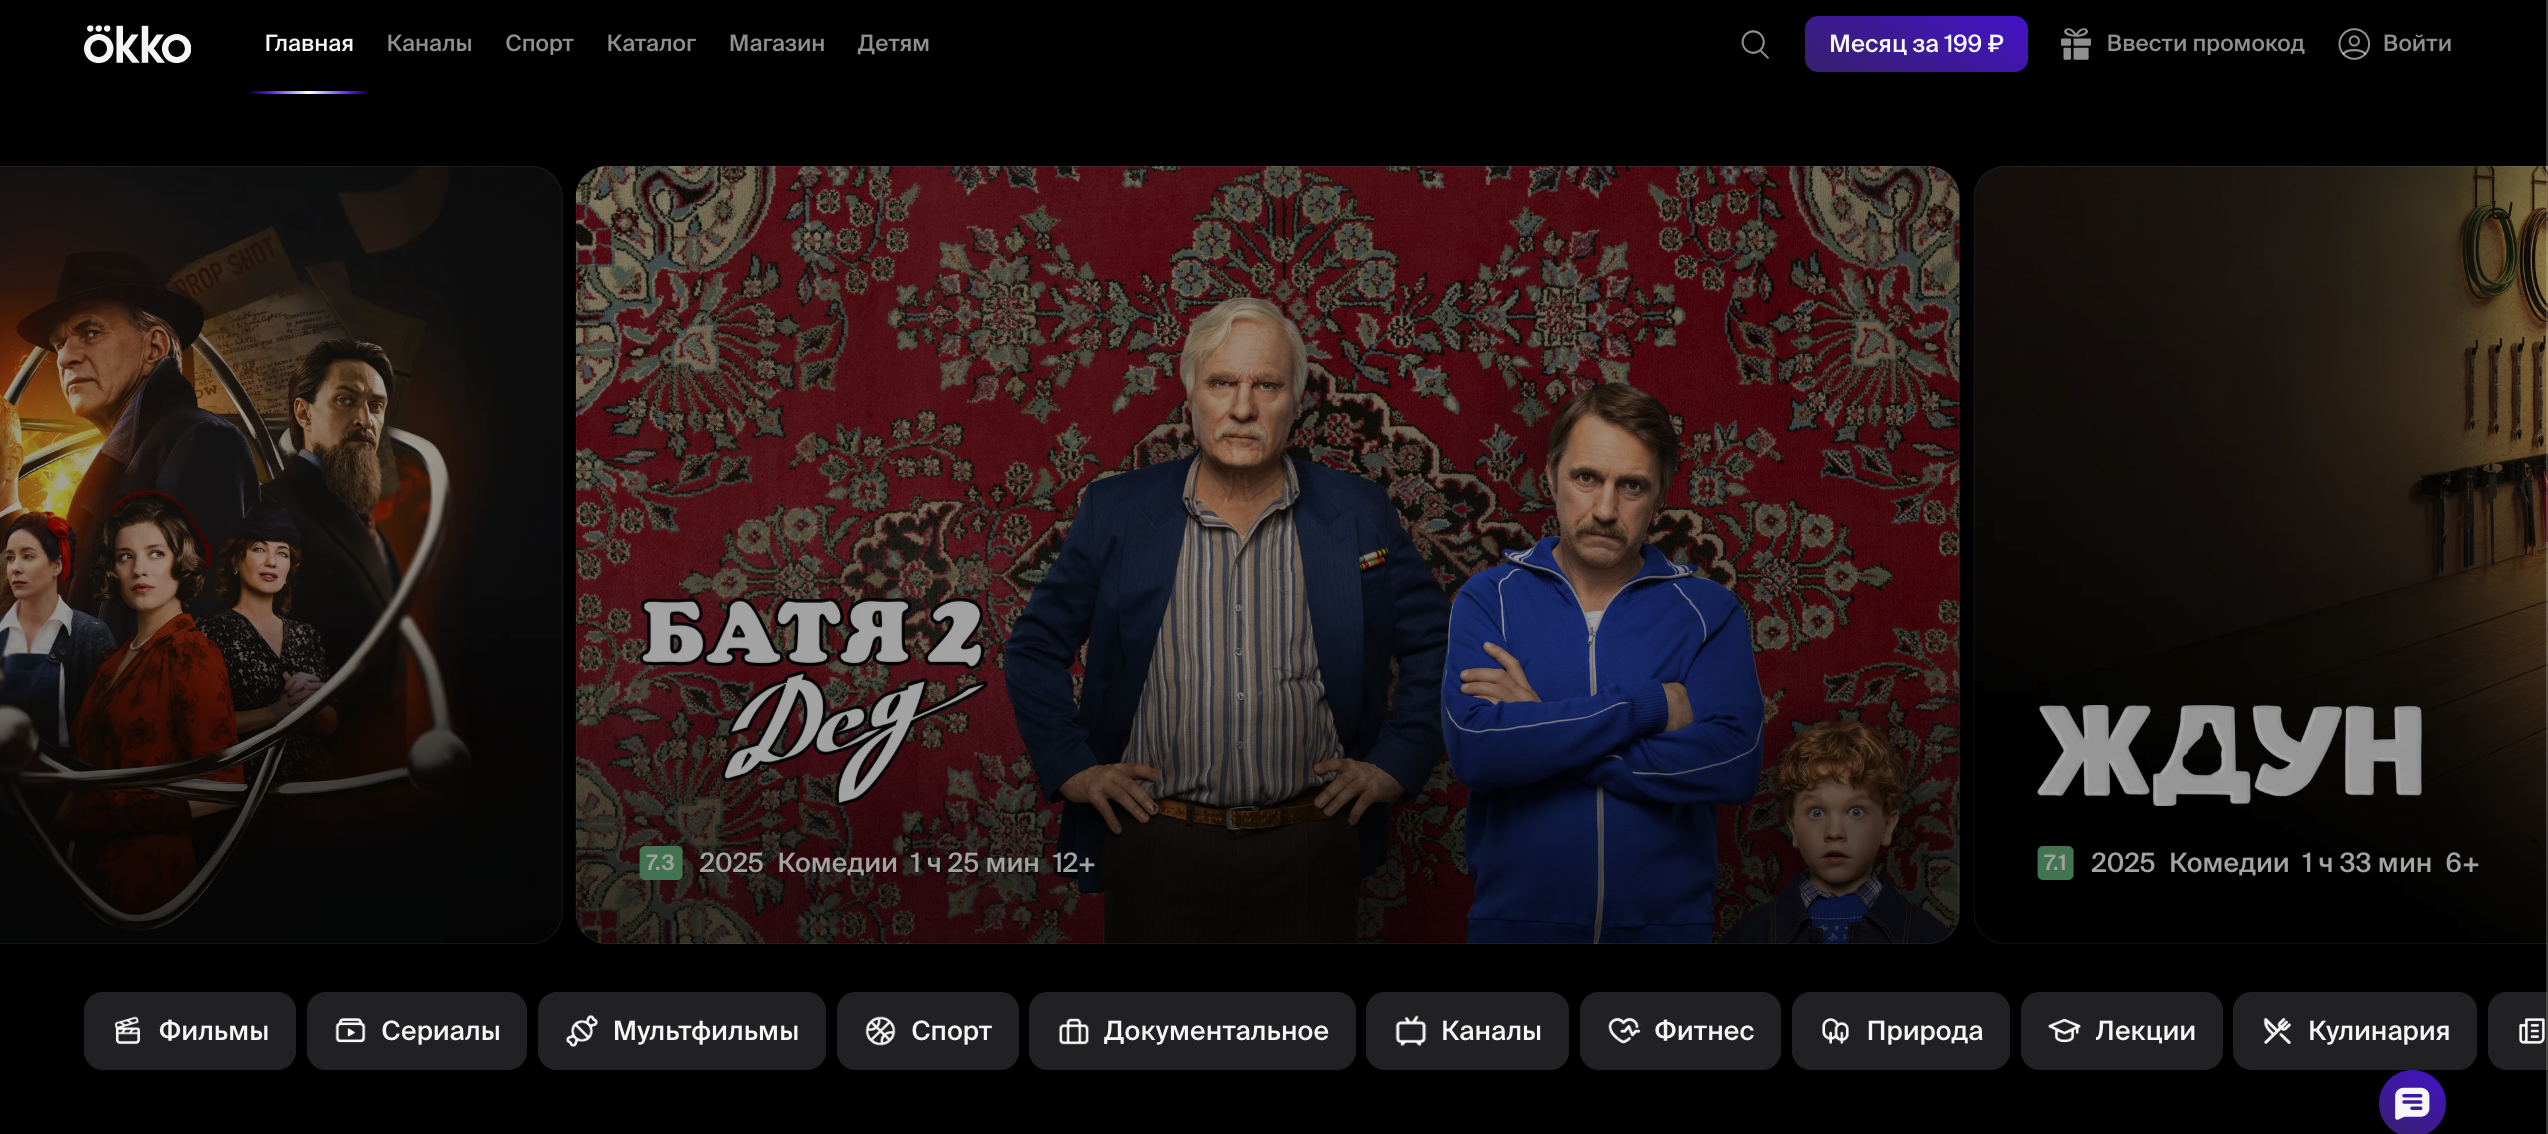 okko
Главная
Каналы
Спорт
Каталог
Магазин
Детям
Месяц за 199 ₽
Ввести промокод
Войти
DROP SHOT
БАТЯ 2
Дед
7.3 2025 Комедии 1 ч 25 мин 12+
ЖДУН
7.1 2025 Комедии 1 ч 33 мин 6+
Фильмы
Сериалы
Мультфильмы
Спорт
Документальное
Каналы
Фитнес
Природа
Лекции
Кулинария